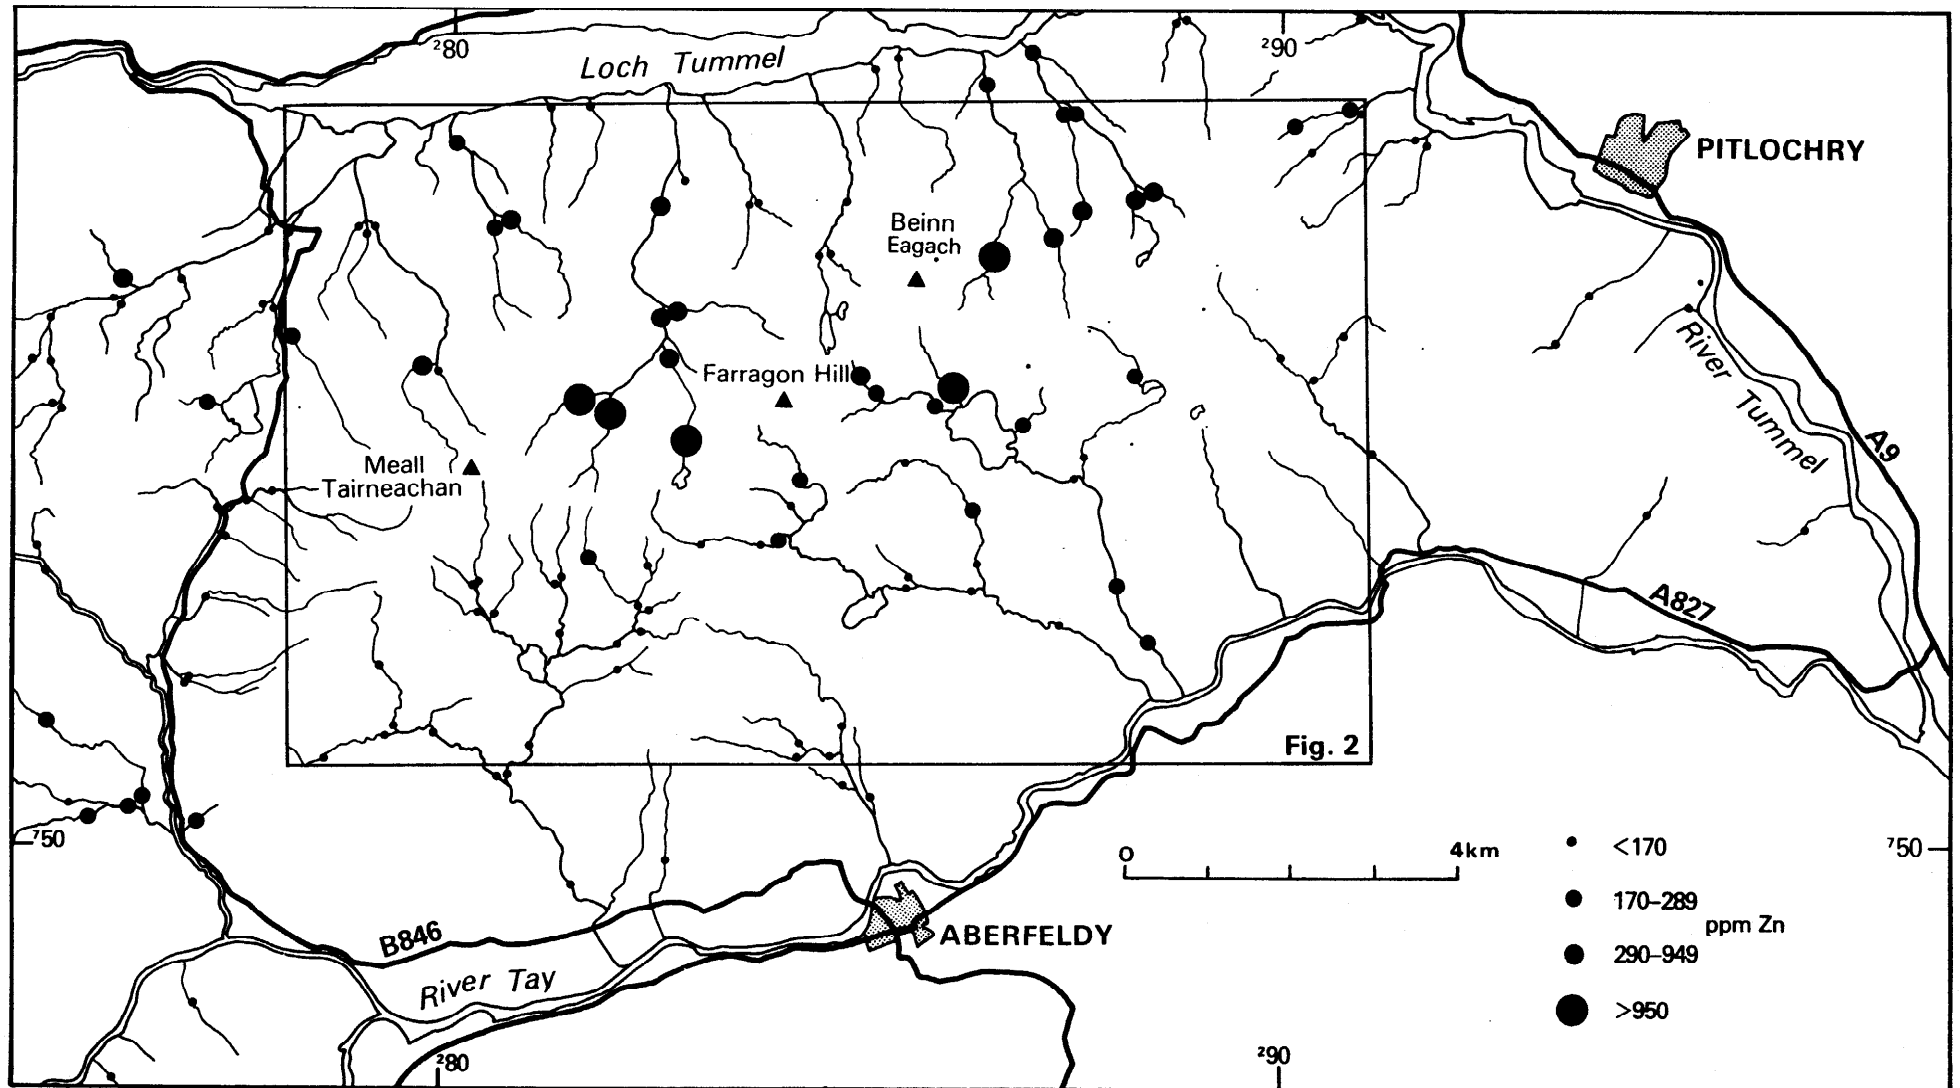 ²80
²90
Loch Tummel
PITLOCHRY
Beinn
Eagach
Farragon Hill
River Tummel
A9
Meall
Tairneachan
A827
Fig. 2
⁷50
0 4km
<170
170–289
ppm Zn
290–949
>950
⁷50
B846
ABERFELDY
River Tay
²80
²90